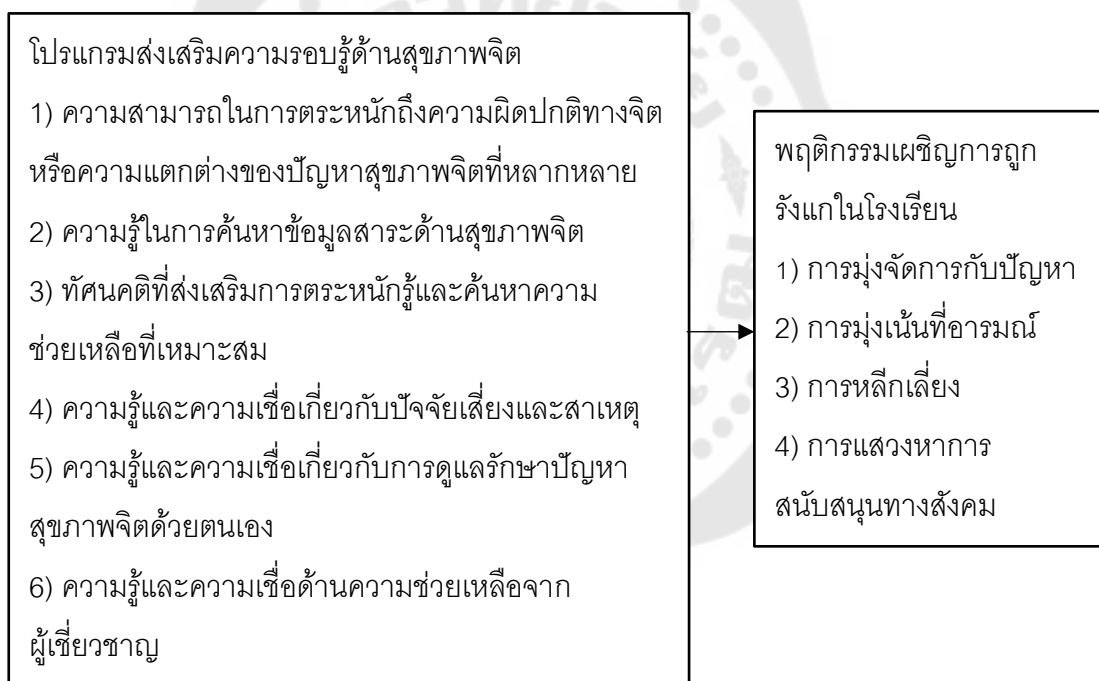 โปรแกรมส่งเสริมความรอบรู้ด้านสุขภาพจิต
1) ความสามารถในการตระหนักถึงความผิดปกติทางจิต
หรือความแตกต่างของปัญหาสุขภาพจิตที่หลากหลาย
2) ความรู้ในการค้นหาข้อมูลสาระด้านสุขภาพจิต
3) ทัศนคติที่ส่งเสริมการตระหนักรู้และค้นหาความ
ช่วยเหลือที่เหมาะสม
4) ความรู้และความเชื่อเกี่ยวกับปัจจัยเสี่ยงและสาเหตุ
5) ความรู้และความเชื่อเกี่ยวกับการดูแลรักษาปัญหา
สุขภาพจิตด้วยตนเอง
6) ความรู้และความเชื่อด้านความช่วยเหลือจาก
ผู้เชี่ยวชาญ
พฤติกรรมเผชิญการถูก
รังแกในโรงเรียน
1) การมุ่งจัดการกับปัญหา
2) การมุ่งเน้นที่อารมณ์
3) การหลีกเลี่ยง
4) การแสวงหาการ
สนับสนุนทางสังคม